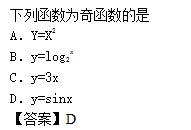 下列函数为奇函数的是
A. Y=X²
B. y=log₂ˣ
C. y=3x
D. y=sinx
【答案】D